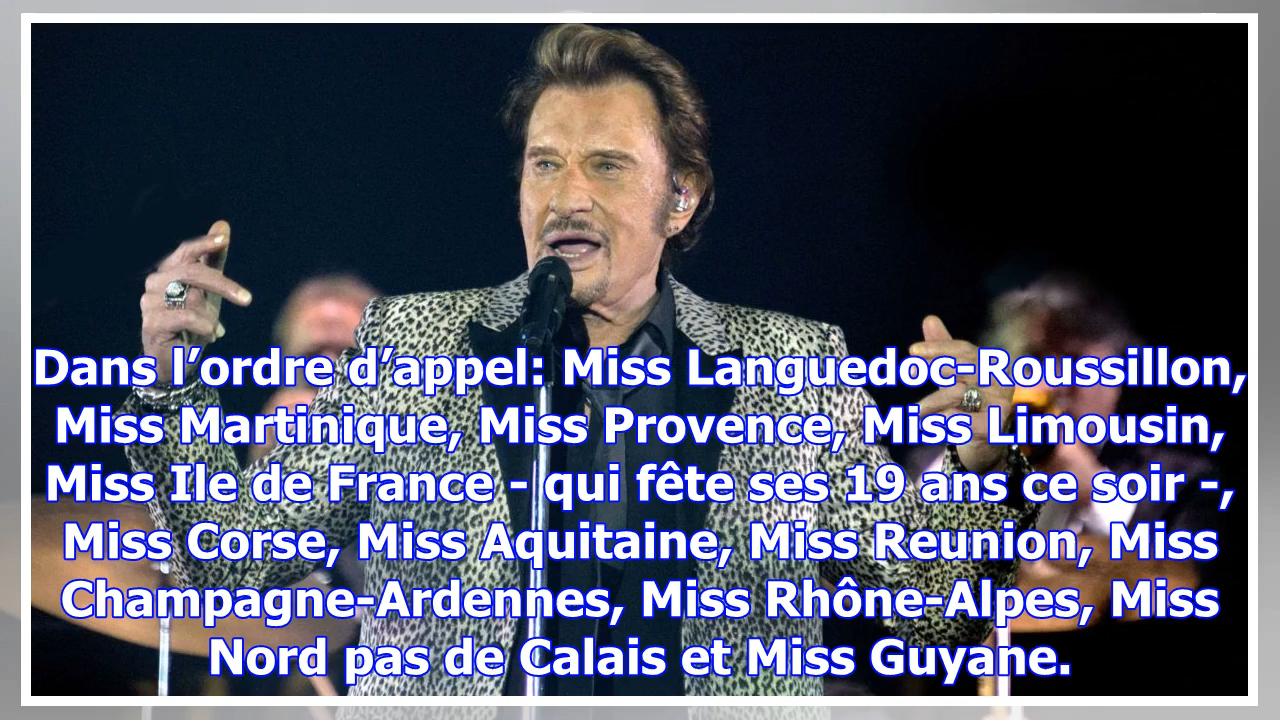 Dans l’ordre d’appel: Miss Languedoc-Roussillon,
Miss Martinique, Miss Provence, Miss Limousin,
Miss Ile de France - qui fête ses 19 ans ce soir -,
Miss Corse, Miss Aquitaine, Miss Reunion, Miss
Champagne-Ardennes, Miss Rhône-Alpes, Miss
Nord pas de Calais et Miss Guyane.